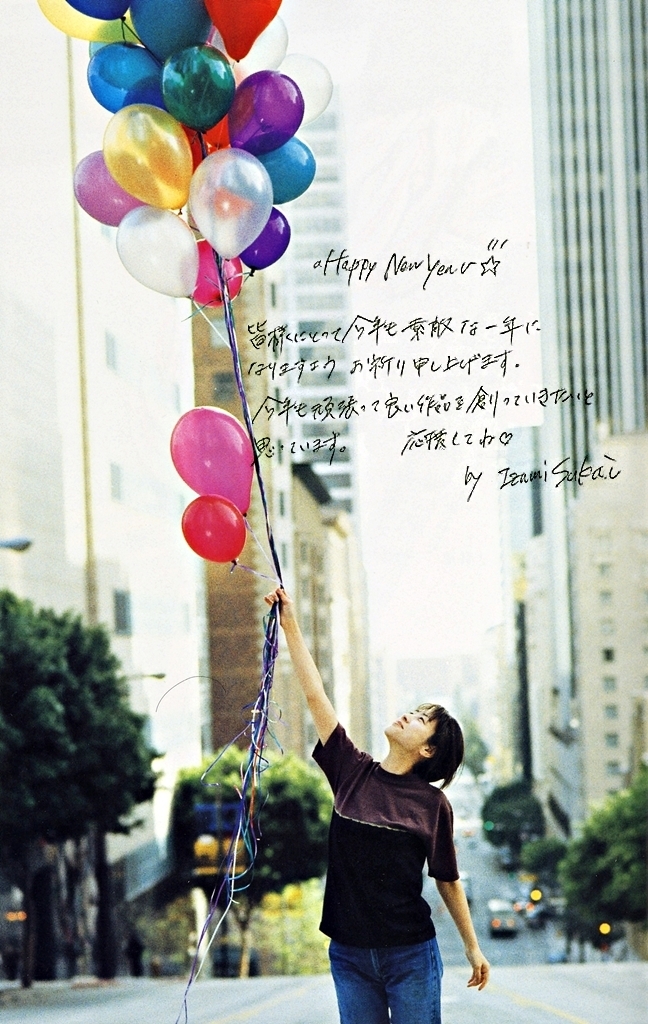 Happy New Year☆
皆様にとって今年も素敵な一年に
なりますよう お祈り申し上げます。
今年も頑張って良い作品を創っていきたいと
思っています。 応援してね♡
by Izumi Sakai